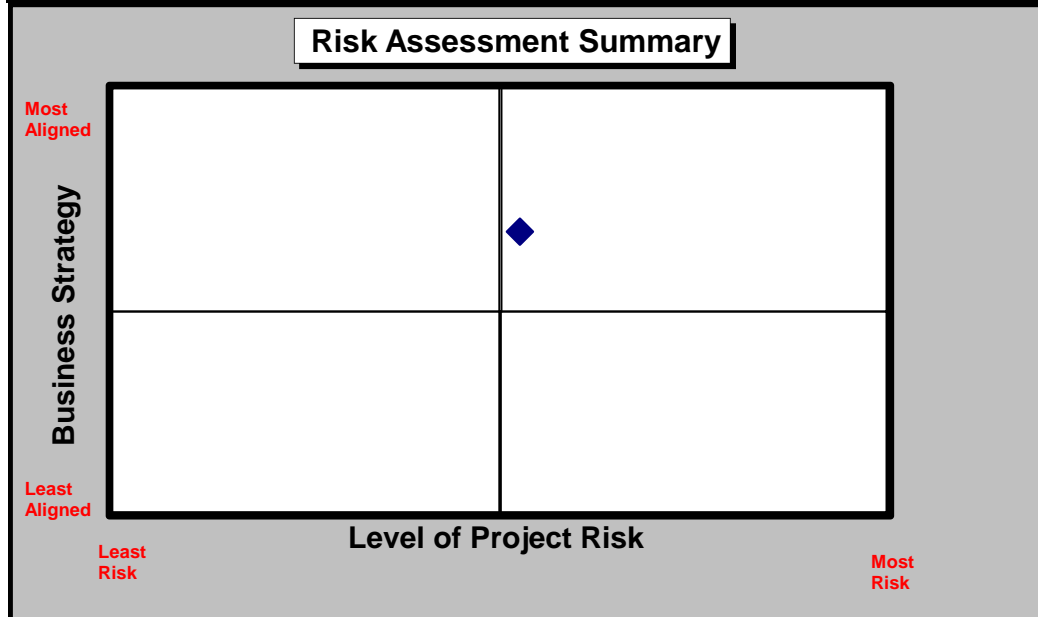 Risk Assessment Summary
Most
Aligned
Business Strategy
Least
Aligned
Level of Project Risk
Least
Risk
Most
Risk